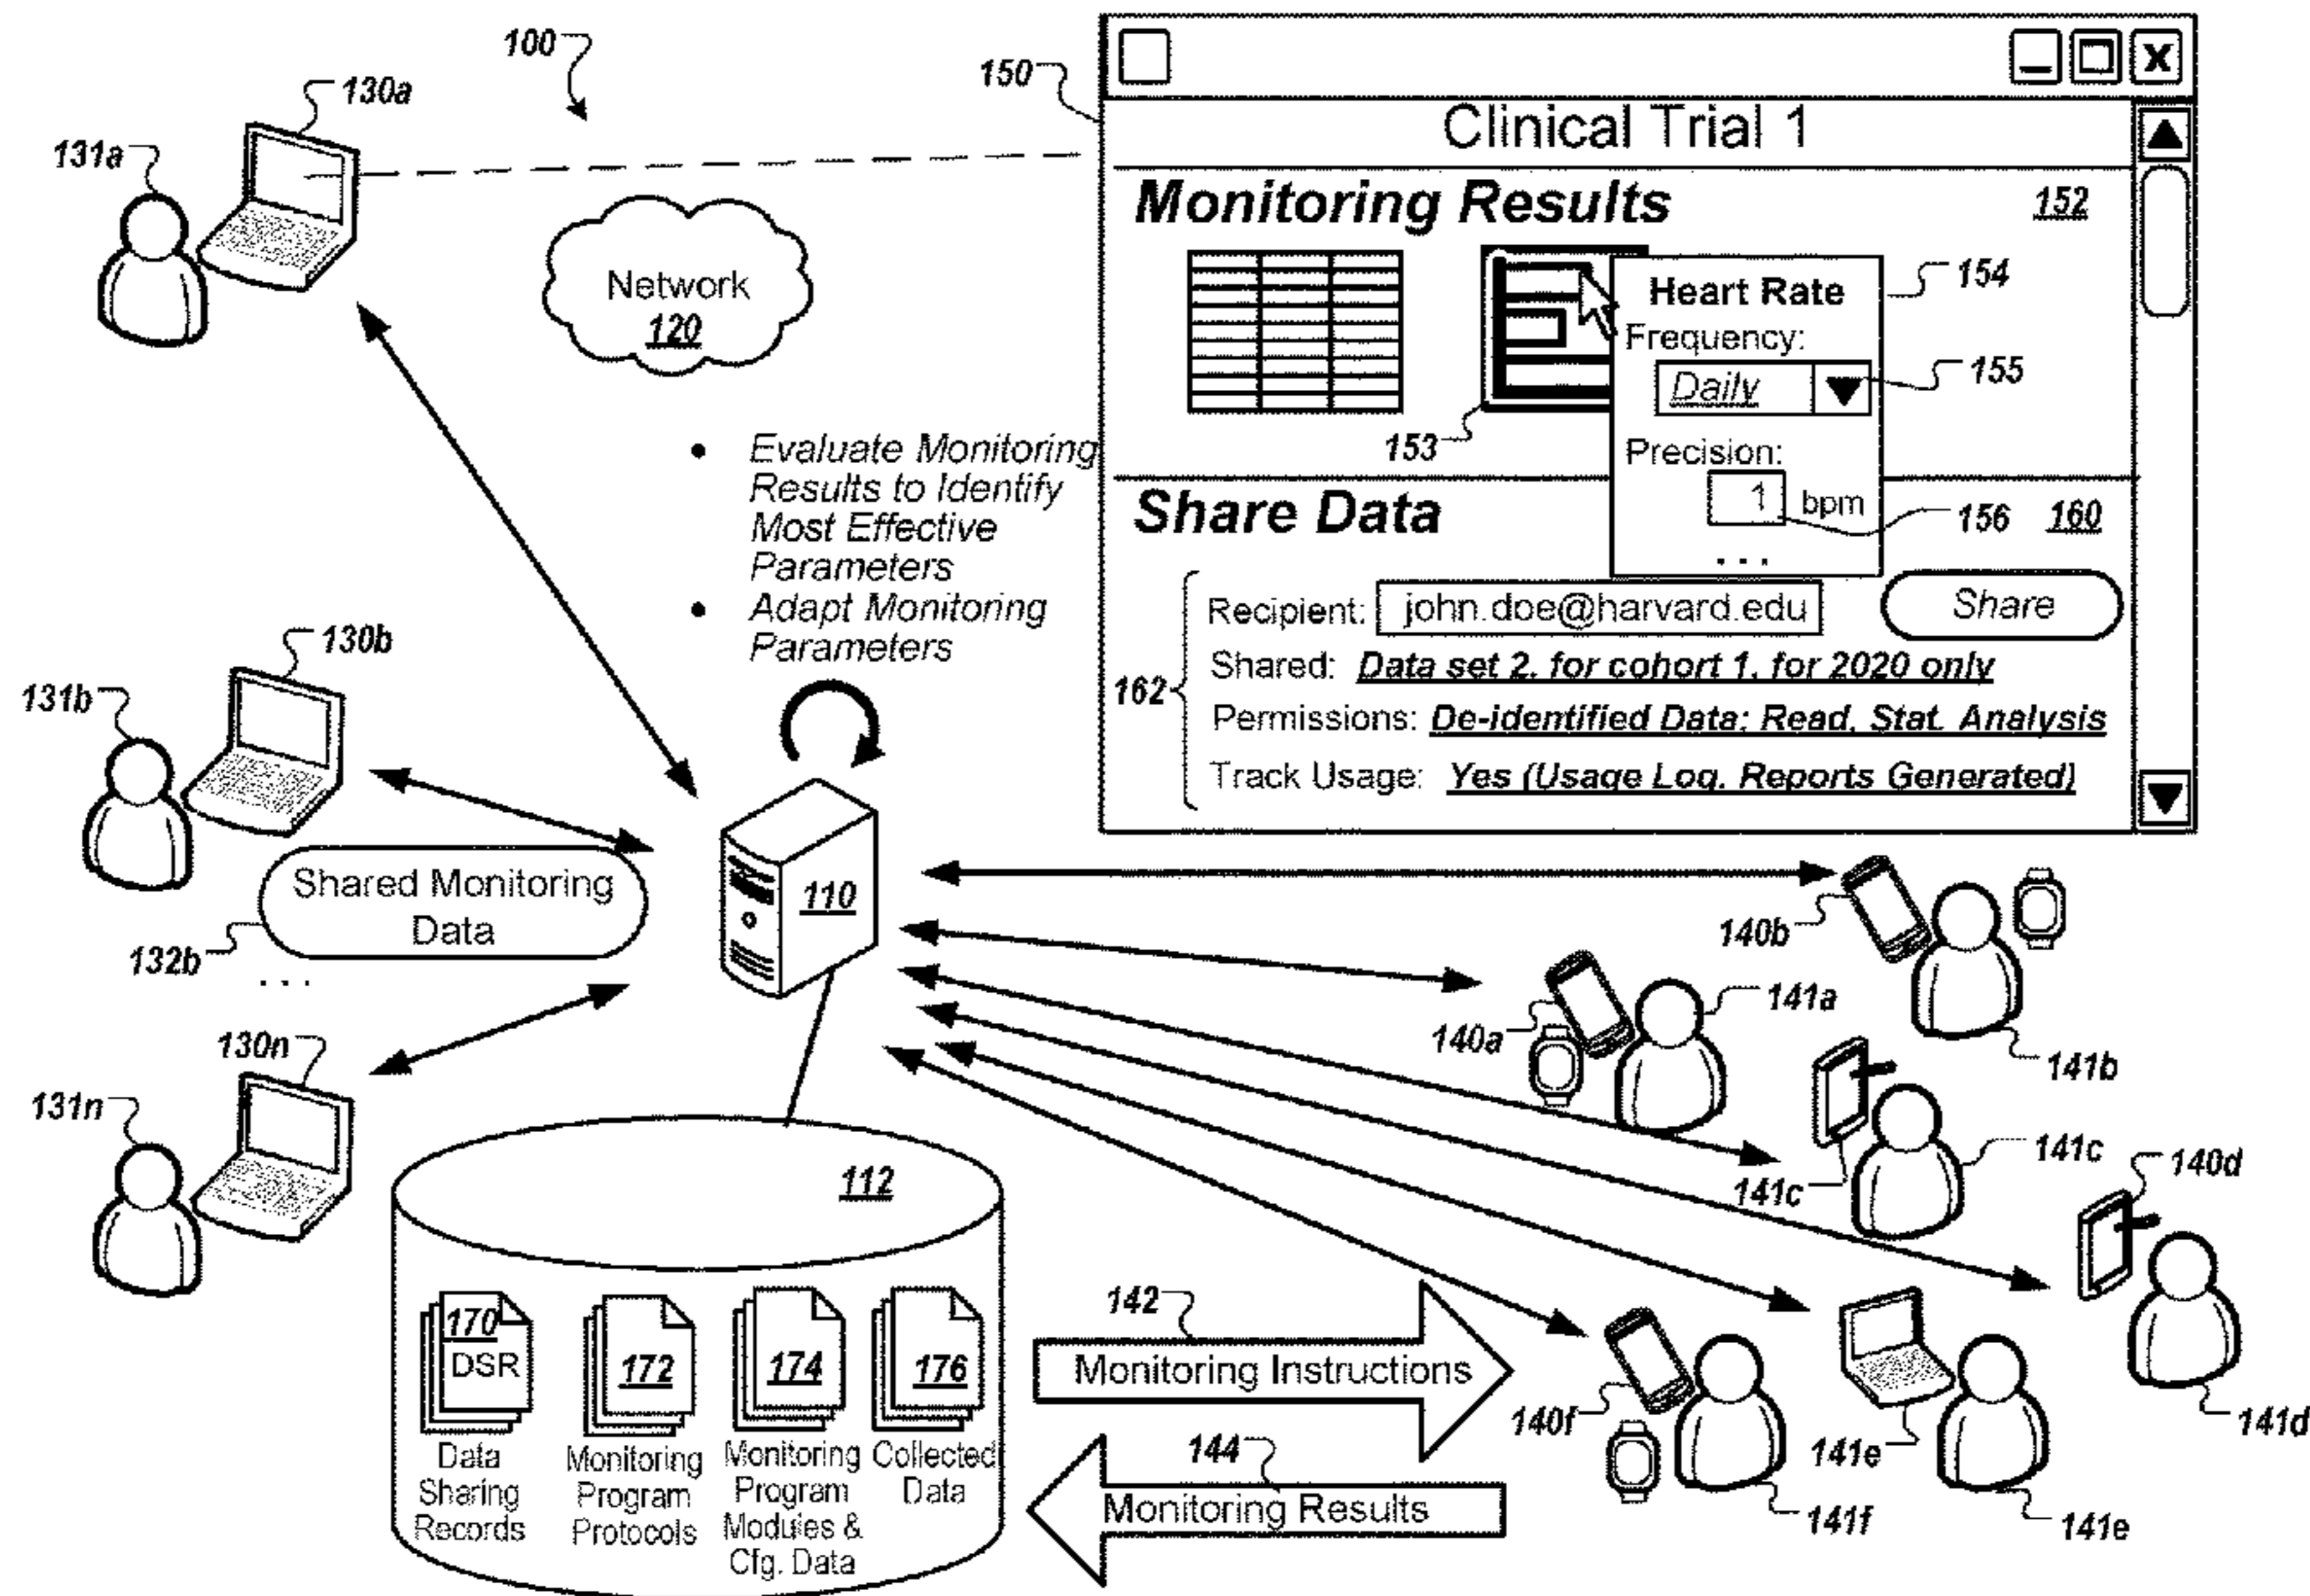 100
130a
131a
Network
120
• Evaluate Monitoring
Results to Identify
Most Effective
Parameters
• Adapt Monitoring
Parameters
150
X
Clinical Trial 1
Monitoring Results
152
153
Heart Rate
154
Frequency:
Daily
155
Precision:
1 bpm
156
. . .
Share Data
160
162
Recipient: john.doe@harvard.edu
Share
Shared: Data set 2, for cohort 1, for 2020 only
Permissions: De-identified Data; Read, Stat. Analysis
Track Usage: Yes (Usage Log, Reports Generated)
130b
131b
Shared Monitoring
Data
132b
. . .
110
130n
131n
140b
141b
140a
141a
141c
141c
140d
141d
140f
141f
141e
141e
112
170
DSR
Data
Sharing
Records
172
Monitoring
Program
Protocols
174
Monitoring
Program
Modules &
Cfg. Data
176
Collected
Data
142
Monitoring Instructions
144
Monitoring Results